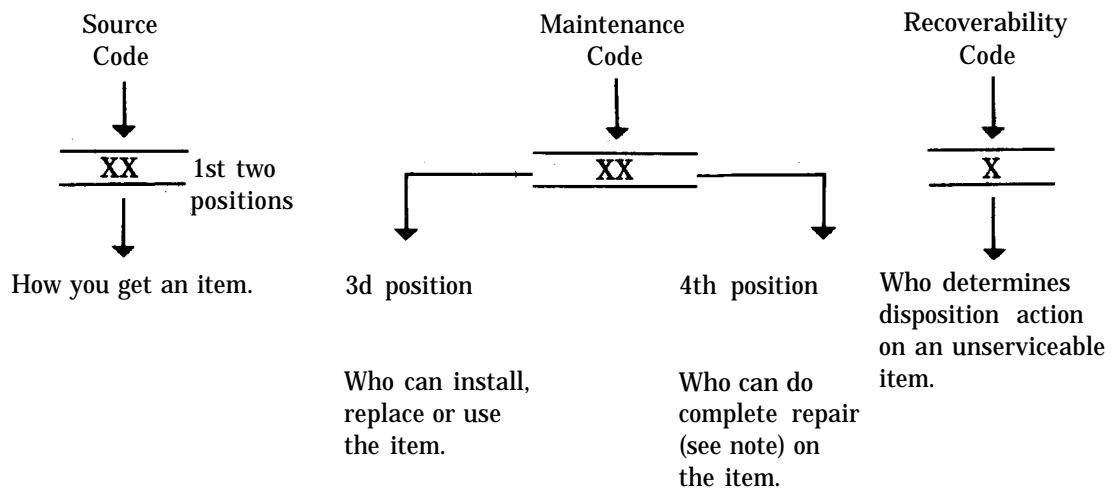 Source
Code
Maintenance
Code
Recoverability
Code
XX
1st two
positions
XX
X
How you get an item.
3d position
4th position
Who determines
disposition action
on an unserviceable
item.
Who can install,
replace or use
the item.
Who can do
complete repair
(see note) on
the item.